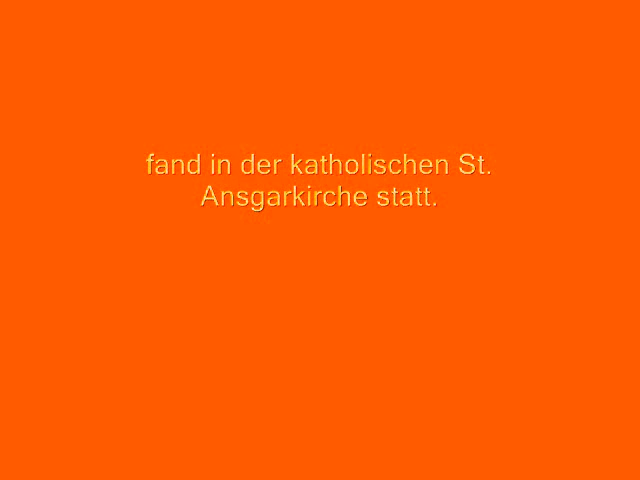 fand in der katholischen St.
Ansgarkirche statt.